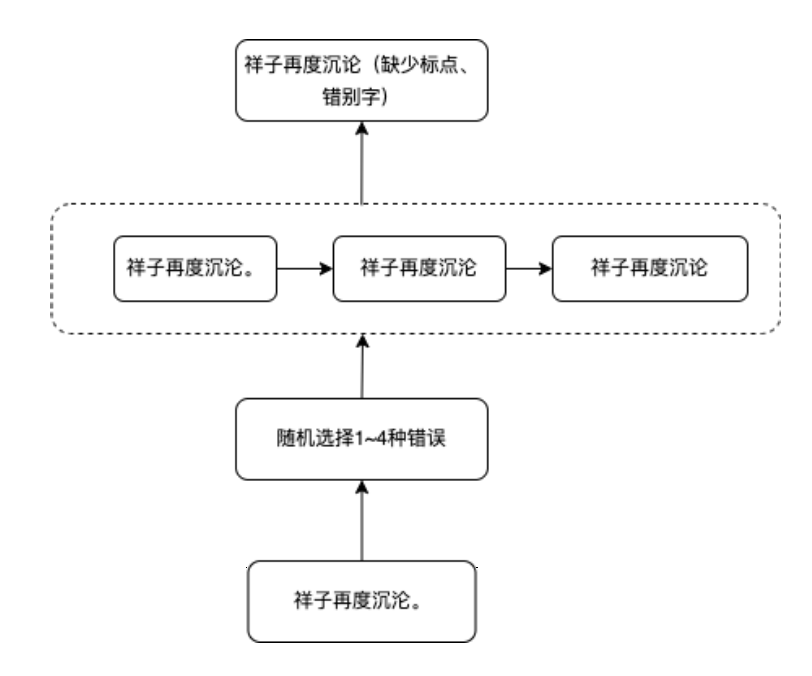 祥子再度沉论（缺少标点、
错别字）
祥子再度沉沦。
祥子再度沉沦
祥子再度沉论
随机选择1~4种错误
祥子再度沉沦。